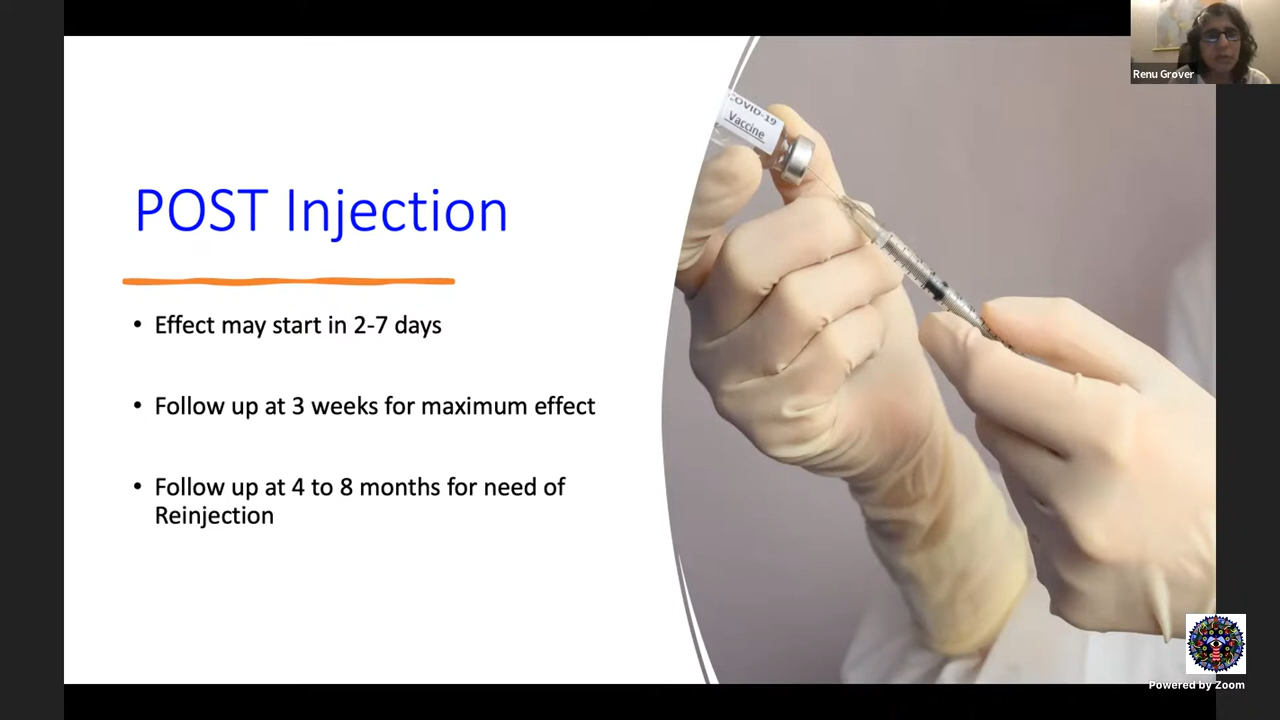 Renu Grover
COVID-19
Vaccine
POST Injection
• Effect may start in 2-7 days
• Follow up at 3 weeks for maximum effect
• Follow up at 4 to 8 months for need of
Reinjection
Powered by Zoom